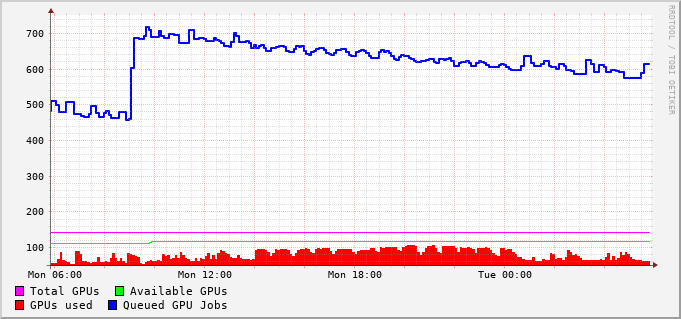 RRDTOOL / TOBI OETIKER
700
600
500
400
300
200
100
Mon 06:00 Mon 12:00 Mon 18:00 Tue 00:00
Total GPUs Available GPUs
GPUs used Queued GPU Jobs